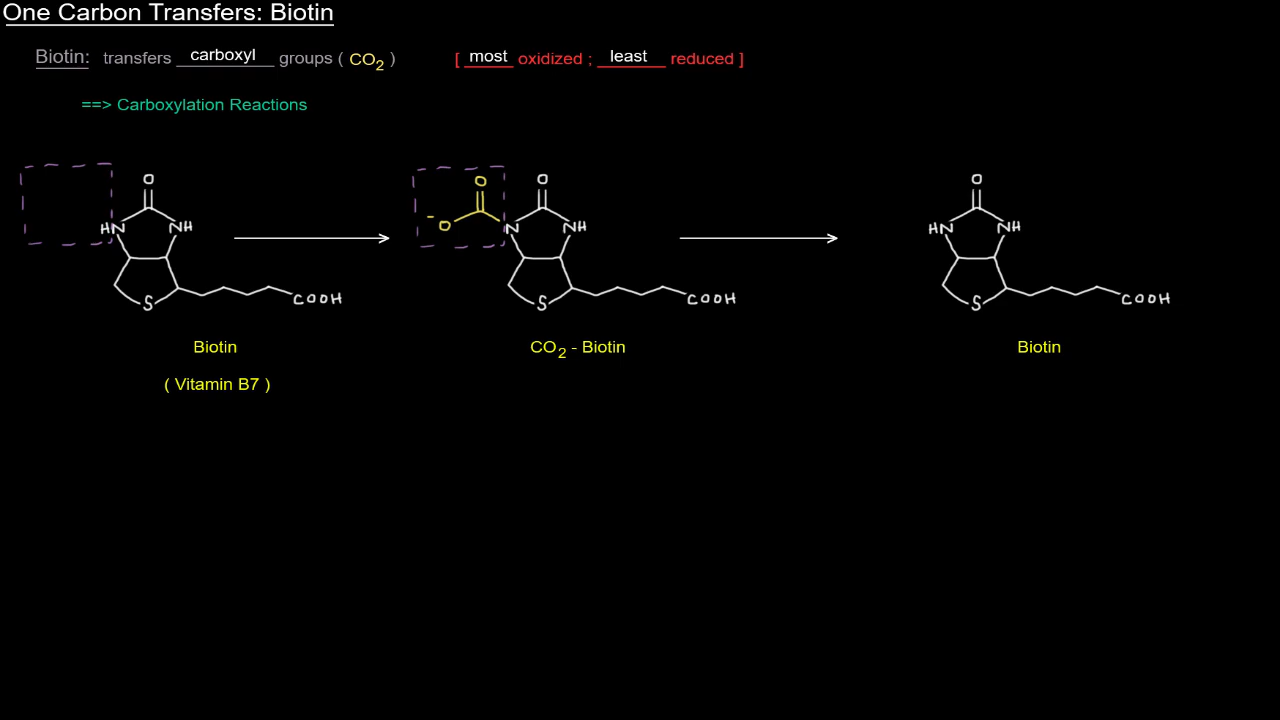 One Carbon Transfers: Biotin
Biotin: transfers carboxyl groups ( CO2 ) [ most oxidized ; least reduced ]
==> Carboxylation Reactions
O O O O
HN NH - O N NH HN NH
S COOH S COOH S COOH
Biotin CO2 - Biotin Biotin
( Vitamin B7 )